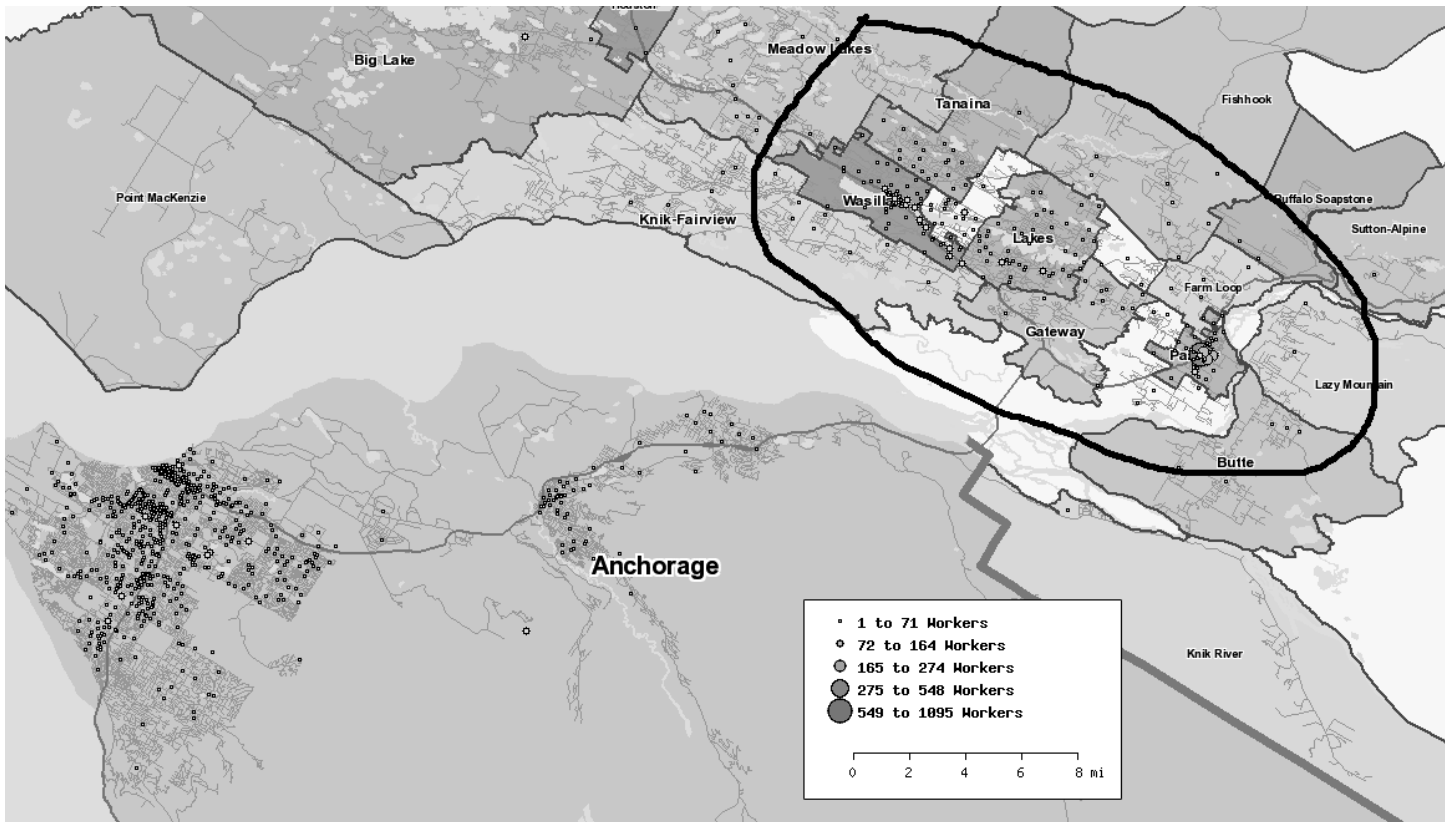 Meadow Lakes
Big Lake
Tanaina
Fishhook
Point MacKenzie
Wasilla
Knik-Fairview
Buffalo Soapstone
Sutton-Alpine
Lakes
Farm Loop
Gateway
Lazy Mountain
Butte
Anchorage
Knik River
1 to 71 Workers
72 to 164 Workers
165 to 274 Workers
275 to 548 Workers
549 to 1095 Workers
0 2 4 6 8 mi